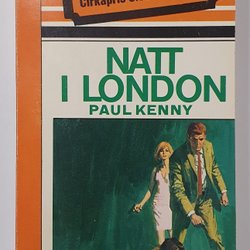 Cirkapris
NATT
I LONDON
PAUL KENNY